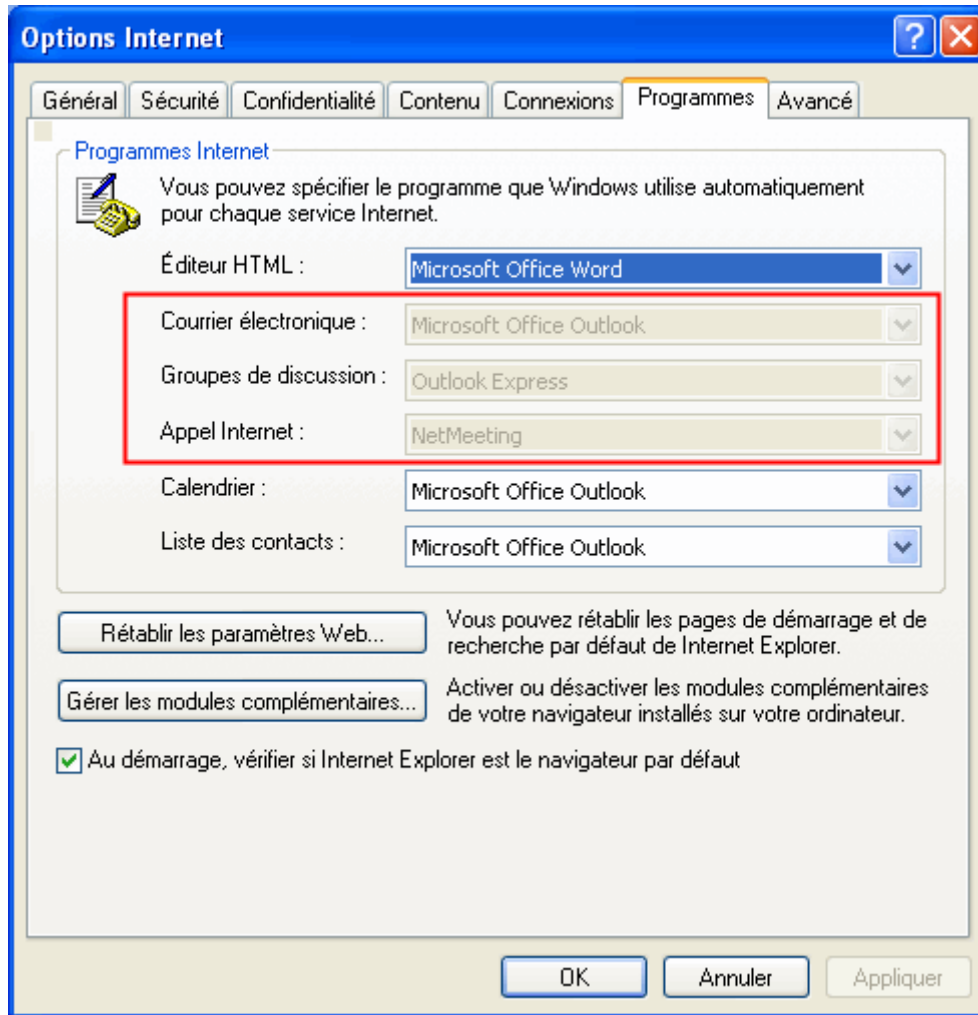 Options Internet
Général Sécurité Confidentialité Contenu Connexions Programmes Avancé
Programmes Internet
Vous pouvez spécifier le programme que Windows utilise automatiquement
pour chaque service Internet.
Éditeur HTML : Microsoft Office Word
Courrier électronique : Microsoft Office Outlook
Groupes de discussion : Outlook Express
Appel Internet : NetMeeting
Calendrier : Microsoft Office Outlook
Liste des contacts : Microsoft Office Outlook
Rétablir les paramètres Web...
Vous pouvez rétablir les pages de démarrage et de
recherche par défaut de Internet Explorer.
Gérer les modules complémentaires...
Activer ou désactiver les modules complémentaires
de votre navigateur installés sur votre ordinateur.
Au démarrage, vérifier si Internet Explorer est le navigateur par défaut
OK Annuler Appliquer